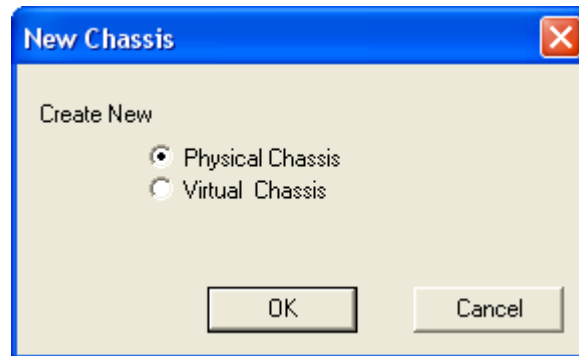 New Chassis
Create New
Physical Chassis
Virtual Chassis
OK Cancel